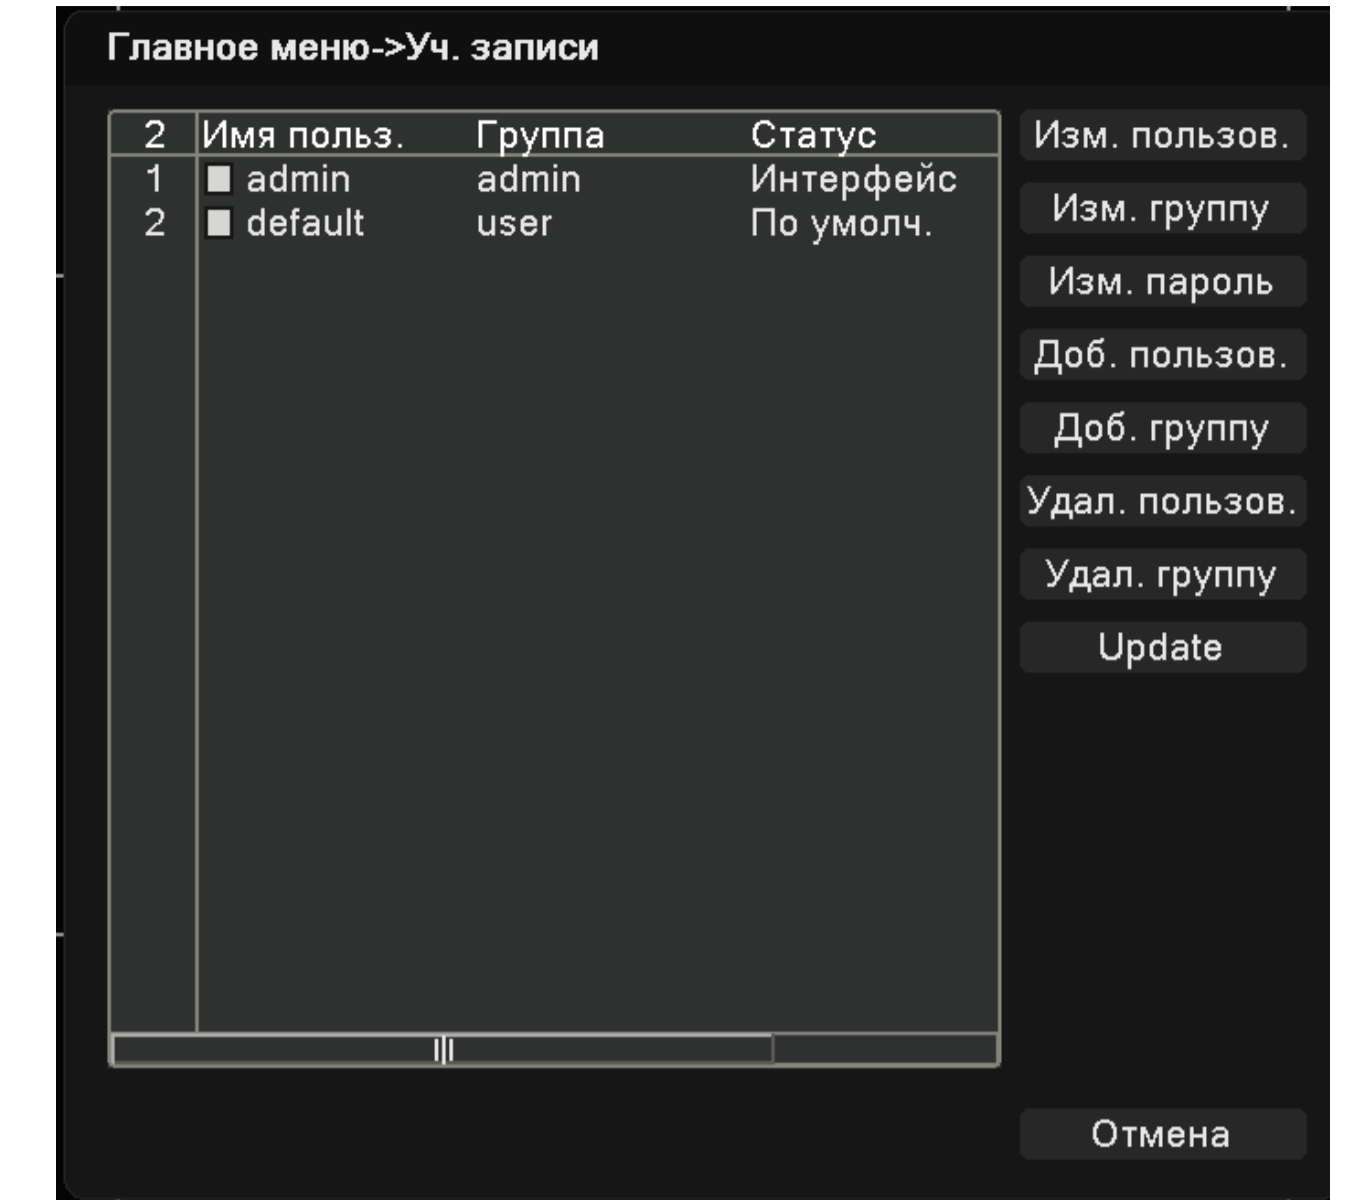 Главное меню->Уч. записи
2 Имя польз. Группа Статус
1 admin admin Интерфейс
2 default user По умолч.
Изм. пользов.
Изм. группу
Изм. пароль
Доб. пользов.
Доб. группу
Удал. пользов.
Удал. группу
Update
Отмена